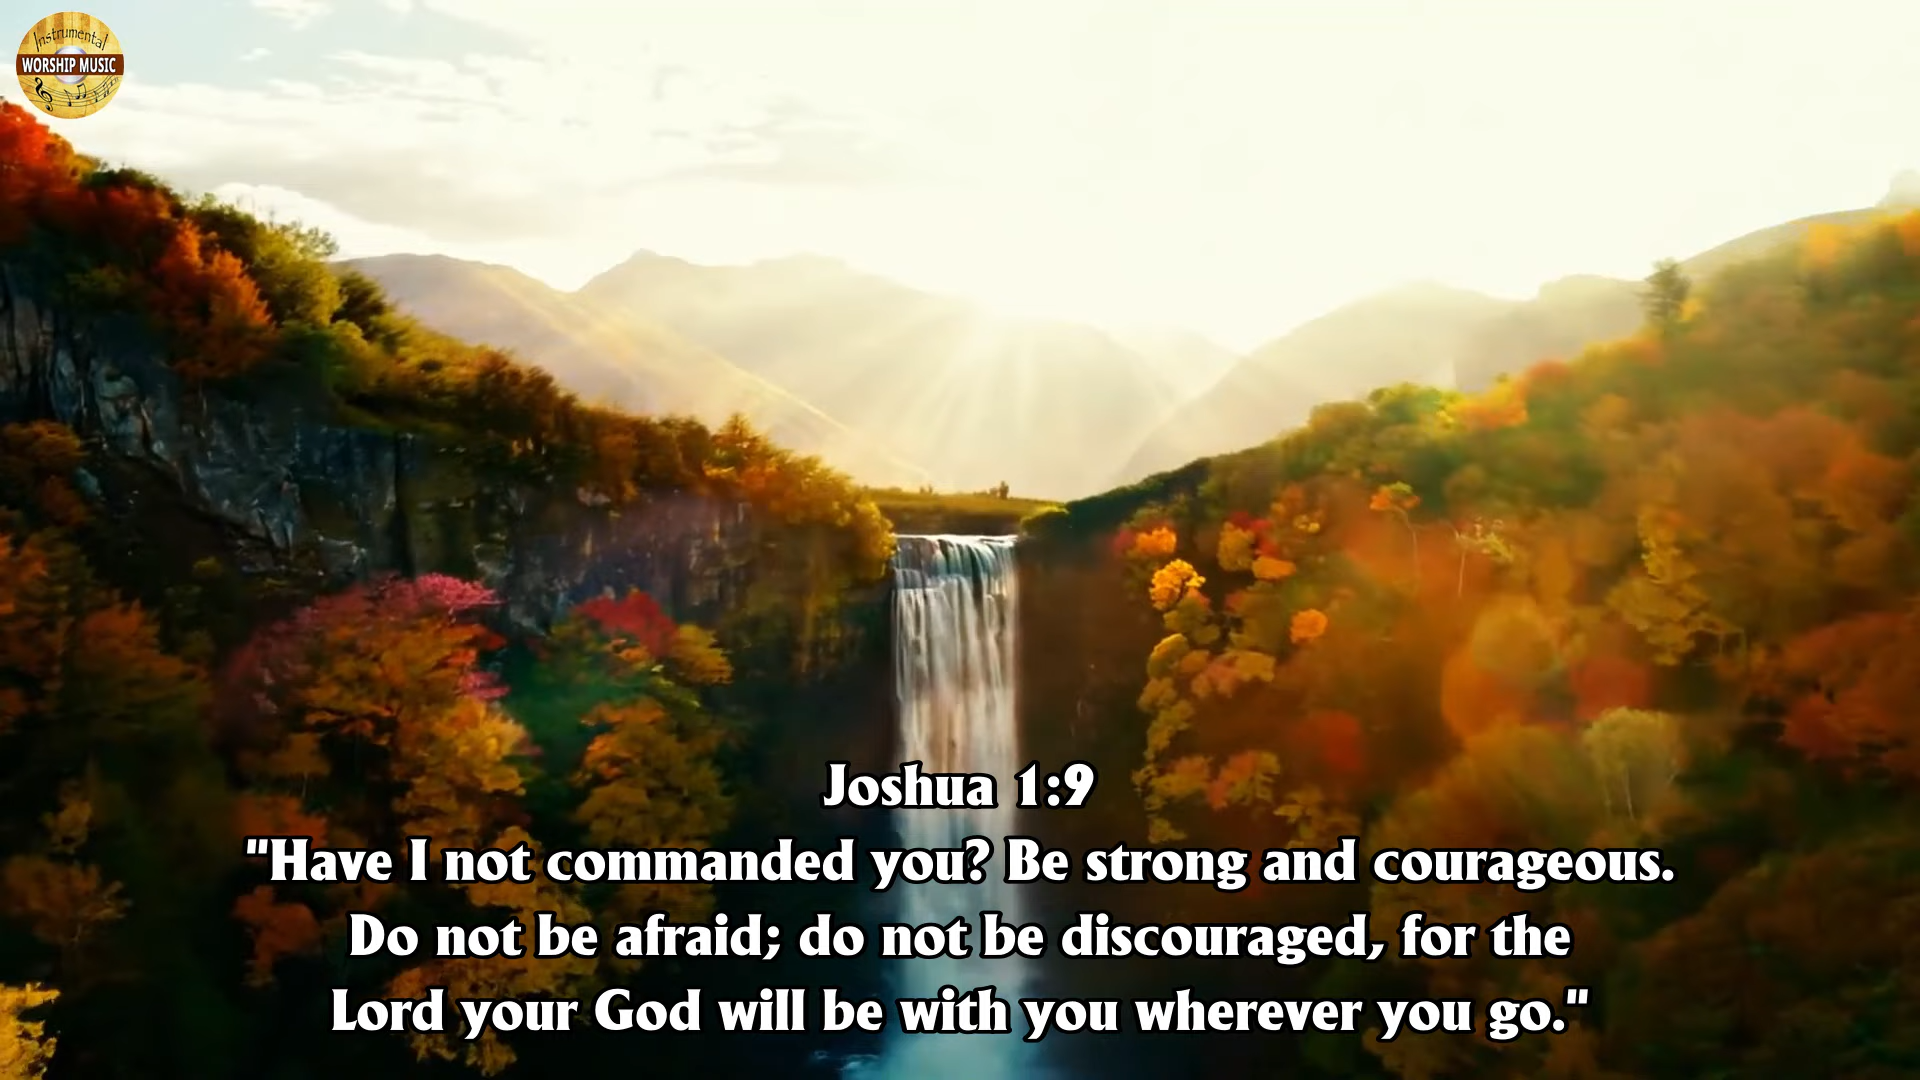 Instrumental
WORSHIP MUSIC
Joshua 1:9
"Have I not commanded you? Be strong and courageous.
Do not be afraid; do not be discouraged, for the
Lord your God will be with you wherever you go."